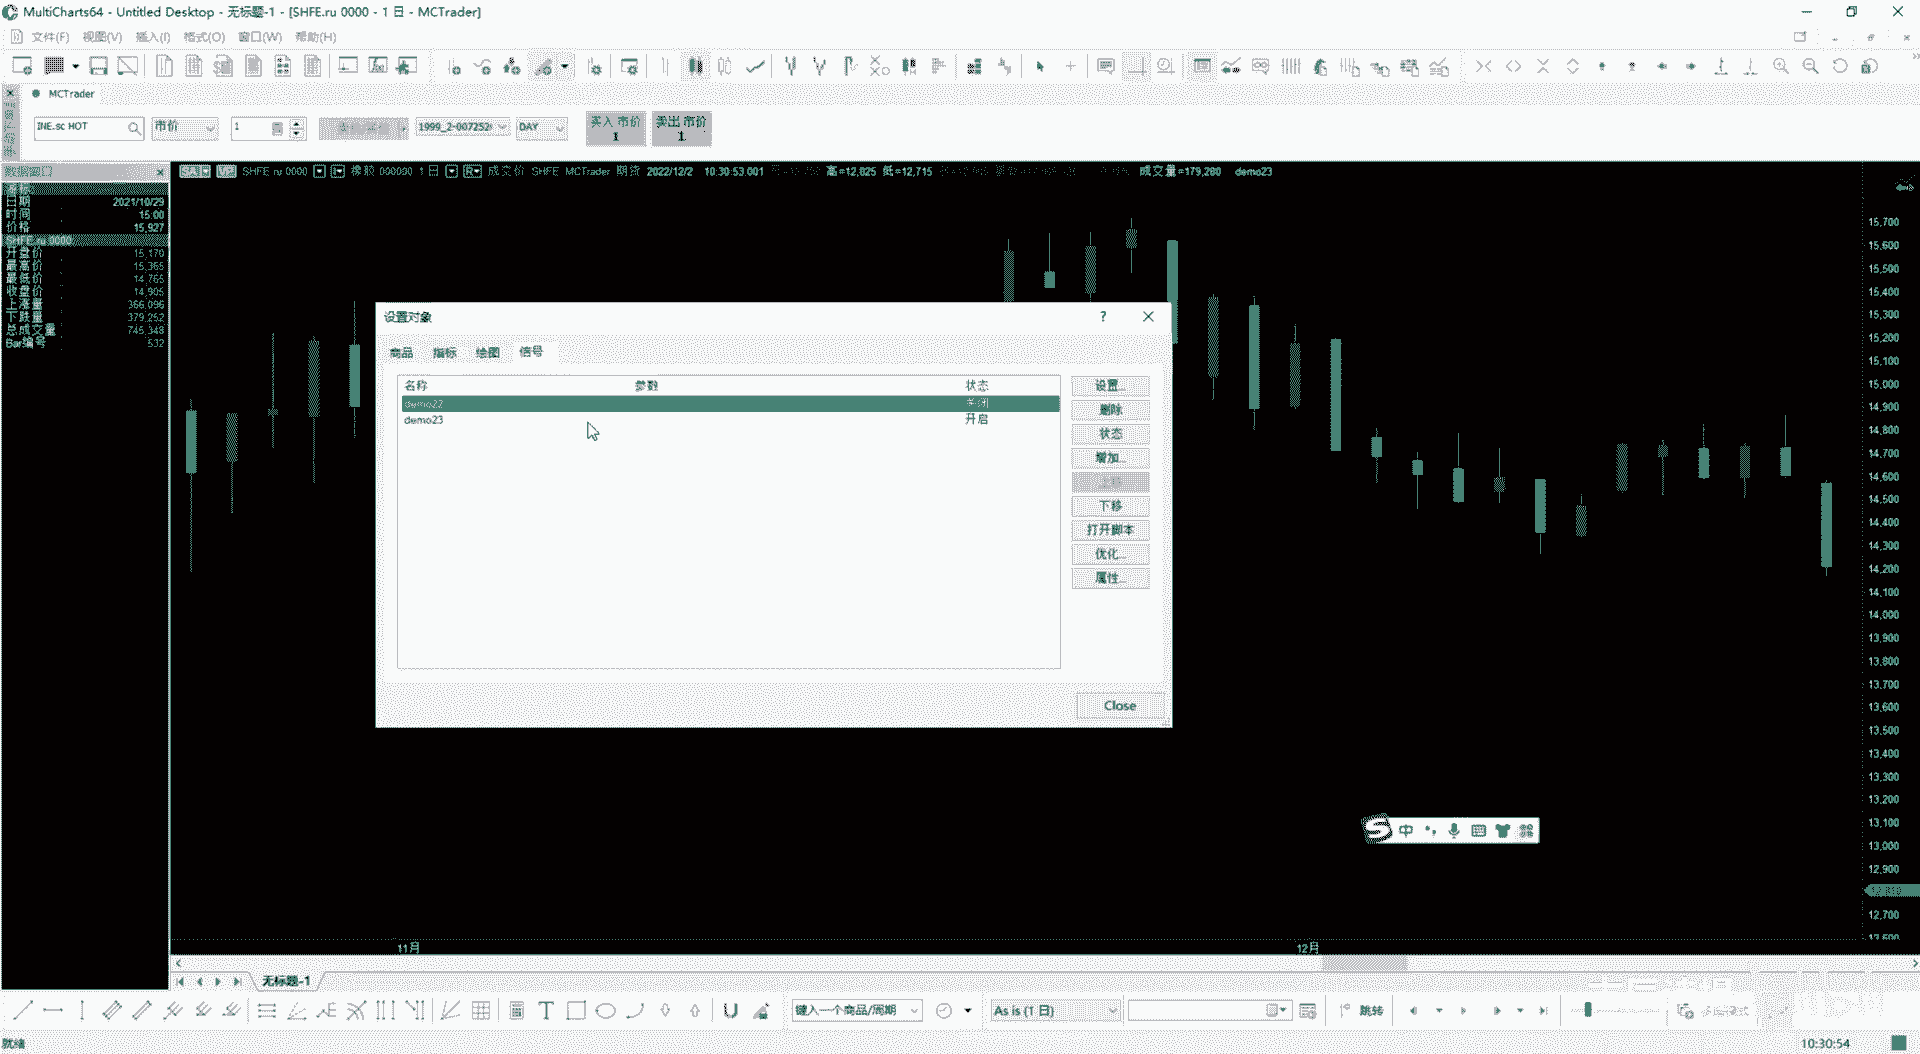 MultiCharts64 - Untitled Desktop - 无标题-1 - [SHFE.ru 0000 - 1 日 - MCTrader]
文件(F) 视图(V) 插入(I) 格式(O) 窗口(W) 帮助(H)
MCTrader
INE.sc HOT 市价 1 1999_2-007252 DAY 买入 市价 1 卖出 市价 1
数据窗口
SHFE ru 0000 橡胶 000000 1 日 成交价 SHFE MCTrader 期货 2022/12/2 10:30:53.001 高=12,825 低=12,715 成交量=179,280 demo23
日期 2021/10/29
时间 15:00
价格 15,927
SHFE.ru 0000
开盘价 15,170
最高价 15,365
最低价 14,765
收盘价 14,905
上涨量 366,096
下跌量 379,252
总成交量 745,348
Bar编号 532
设置对象 ?
商品 指标 绘图 信号
名称 参数 状态
demo22 关闭
demo23 开启
设置...
删除
状态
增加...
上移
下移
打开脚本
优化...
属性...
Close
15,700
15,600
15,500
15,400
15,300
15,200
15,100
15,000
14,900
14,800
14,700
14,600
14,500
14,400
14,300
14,200
14,100
14,000
13,900
13,800
13,700
13,600
13,500
13,400
13,300
13,200
13,100
13,000
12,900
12,700
11月 12月
中
无标题-1
键入一个商品/周期 As is (1 日) 跳转
就绪 10:30:54